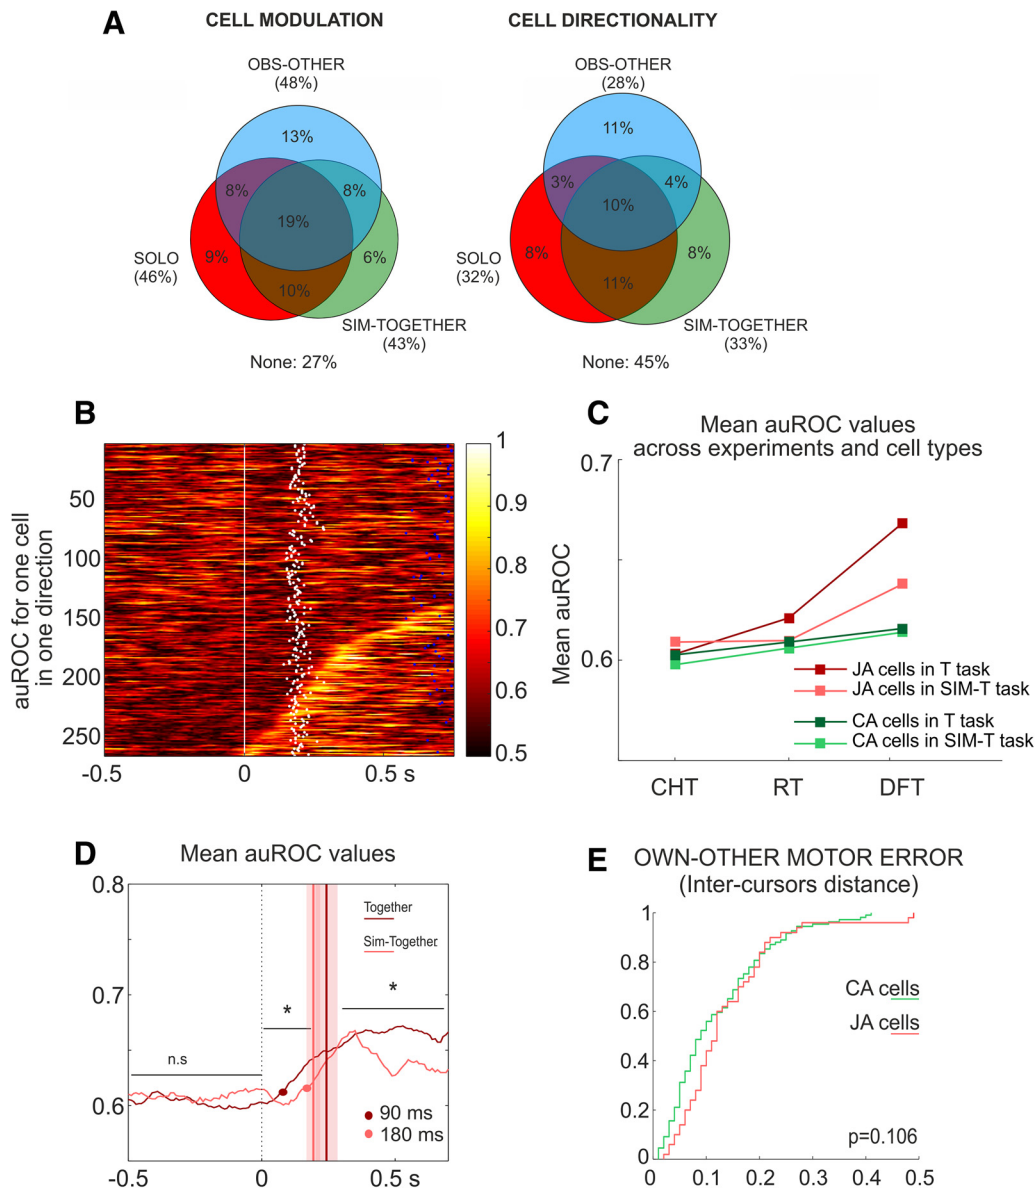 A
CELL MODULATION
CELL DIRECTIONALITY
OBS-OTHER
(48%)
13%
8%
8%
19%
9%
6%
10%
SOLO
(46%)
SIM-TOGETHER
(43%)
None: 27%
OBS-OTHER
(28%)
11%
3%
4%
10%
8%
8%
11%
SOLO
(32%)
SIM-TOGETHER
(33%)
None: 45%
B
auROC for one cell
in one direction
50
100
150
200
250
-0.5
0
0.5 s
1
0.9
0.8
0.7
0.6
0.5
C
Mean auROC values
across experiments and cell types
0.7
0.6
Mean auROC
JA cells in T task
JA cells in SIM-T task
CA cells in T task
CA cells in SIM-T task
CHT
RT
DFT
D
Mean auROC values
0.8
0.7
0.6
Together
Sim-Together
*
*
n.s
90 ms
180 ms
-0.5
0
0.5 s
E
OWN-OTHER MOTOR ERROR
(Inter-cursors distance)
1
0.8
0.6
0.4
0.2
0
CA cells
JA cells
p=0.106
0
0.1
0.2
0.3
0.4
0.5